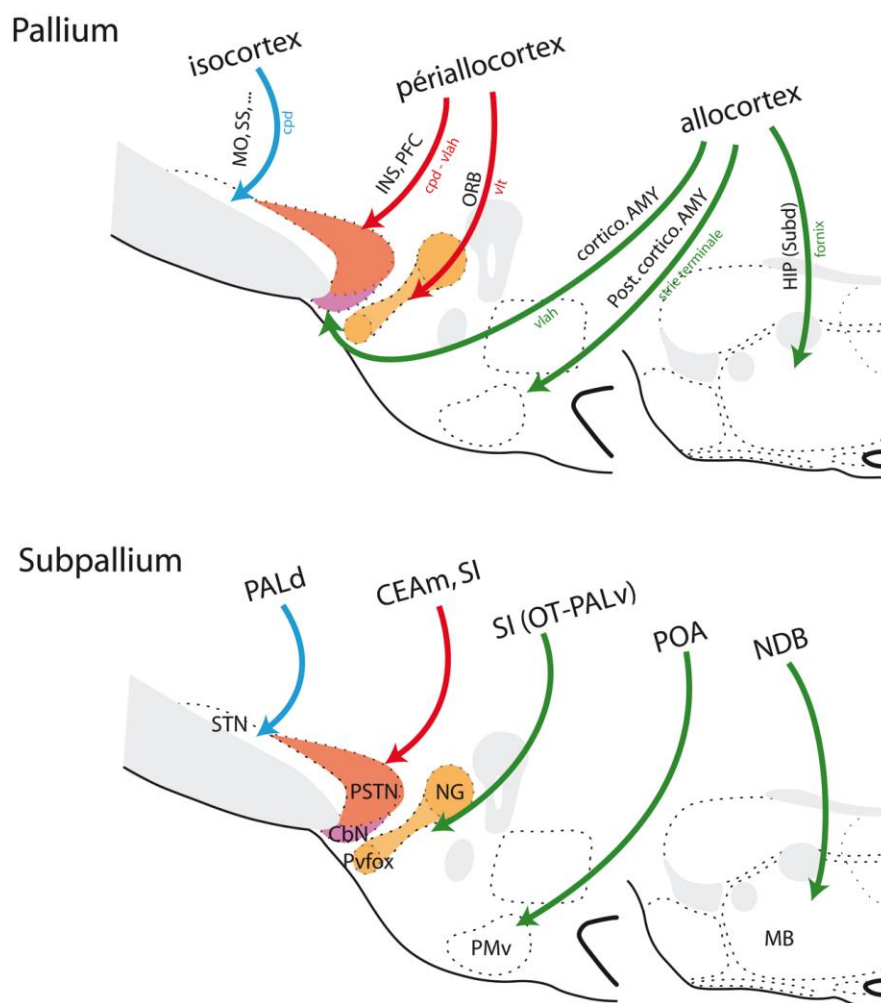 Pallium
isocortex
périallocortex
allocortex
MO, SS, ...
cpd
INS, PFC
cpd - vlah
ORB
vlt
cortico. AMY
vlah
Post. cortico. AMY
strie terminale
HIP (Subd)
fornix
Subpallium
PALd
CEAm, SI
SI (OT-PALv)
POA
NDB
STN
PSTN
NG
CbN
Pvfox
PMv
MB